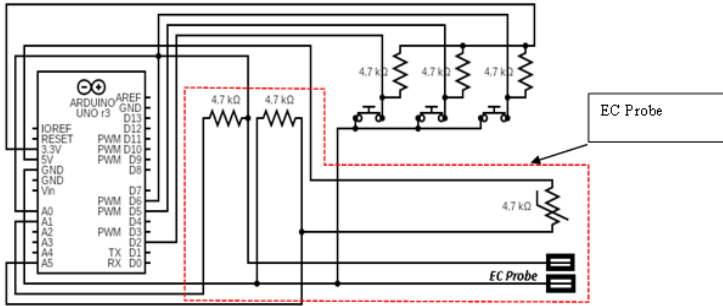 4.7 kΩ 4.7 kΩ 4.7 kΩ
4.7 kΩ 4.7 kΩ
EC Probe
ARDUINO
UNO r3
AREF
GND
D13
IOREF D12
RESET PWM D11
3.3V PWM D10
5V PWM D9
GND D8
GND
Vin D7
PWM D6
A0 PWM D5
A1 D4
A2 PWM D3
A3 D2
A4 TX D1
A5 RX D0
4.7 kΩ
EC Probe